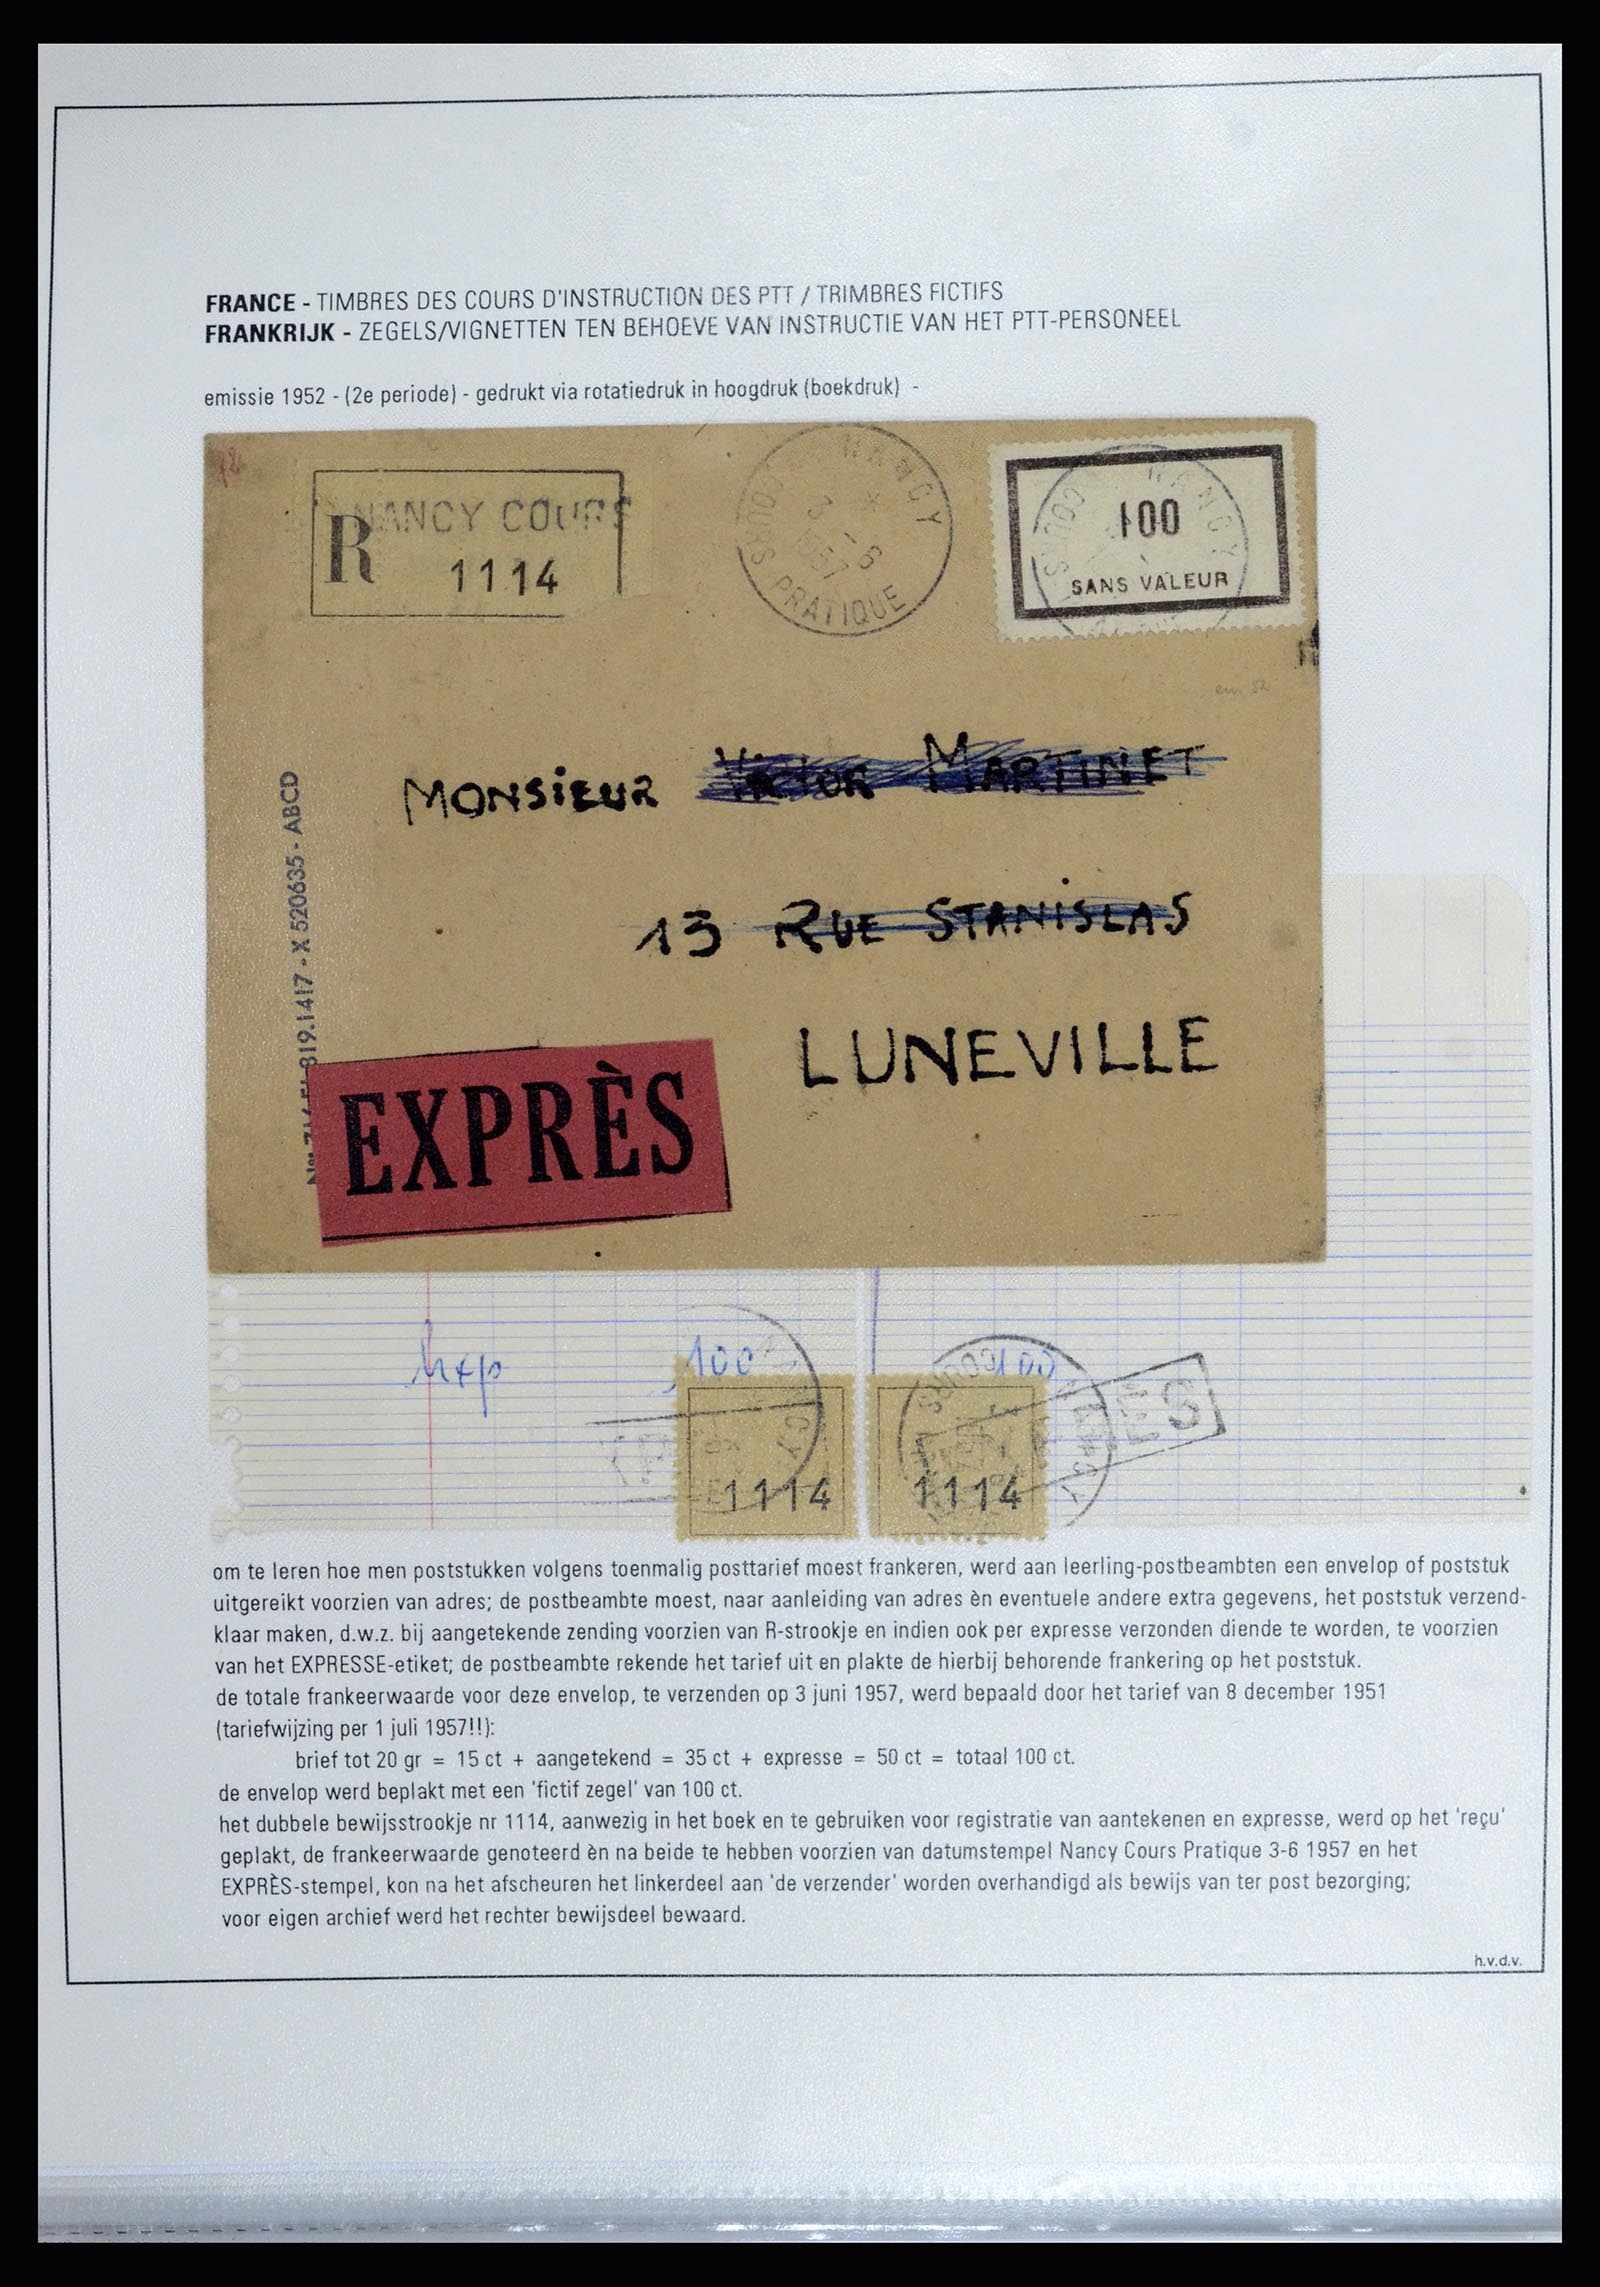 FRANCE - TIMBRES DES COURS D'INSTRUCTION DES PTT / TRIMBRES FICTIFS
FRANKRIJK - ZEGELS/VIGNETTEN TEN BEHOEVE VAN INSTRUCTIE VAN HET PTT-PERSONEEL
emissie 1952 - (2e periode) - gedrukt via rotatiedruk in hoogdruk (boekdruk) -
NANCY COURS
R
1114
NANCY
3 - 6
1957
COURS PRATIQUE
100
SANS VALEUR
em 52
MONSIEUR VICTOR MARTINET
13 RUE STANISLAS
LUNEVILLE
819.1417 - X 520635 - ABCD
EXPRÈS
100
100
1114
1114
om te leren hoe men poststukken volgens toenmalig posttarief moest frankeren, werd aan leerling-postbeambten een envelop of poststuk
uitgereikt voorzien van adres; de postbeambte moest, naar aanleiding van adres èn eventuele andere extra gegevens, het poststuk verzend-
klaar maken, d.w.z. bij aangetekende zending voorzien van R-strookje en indien ook per expresse verzonden diende te worden, te voorzien
van het EXPRESSE-etiket; de postbeambte rekende het tarief uit en plakte de hierbij behorende frankering op het poststuk.
de totale frankeerwaarde voor deze envelop, te verzenden op 3 juni 1957, werd bepaald door het tarief van 8 december 1951
(tariefwijzing per 1 juli 1957!!):
brief tot 20 gr = 15 ct + aangetekend = 35 ct + expresse = 50 ct = totaal 100 ct.
de envelop werd beplakt met een 'fictif zegel' van 100 ct.
het dubbele bewijsstrookje nr 1114, aanwezig in het boek en te gebruiken voor registratie van aantekenen en expresse, werd op het 'reçu'
geplakt, de frankeerwaarde genoteerd èn na beide te hebben voorzien van datumstempel Nancy Cours Pratique 3-6 1957 en het
EXPRÈS-stempel, kon na het afscheuren het linkerdeel aan 'de verzender' worden overhandigd als bewijs van ter post bezorging;
voor eigen archief werd het rechter bewijsdeel bewaard.
h.v.d.v.